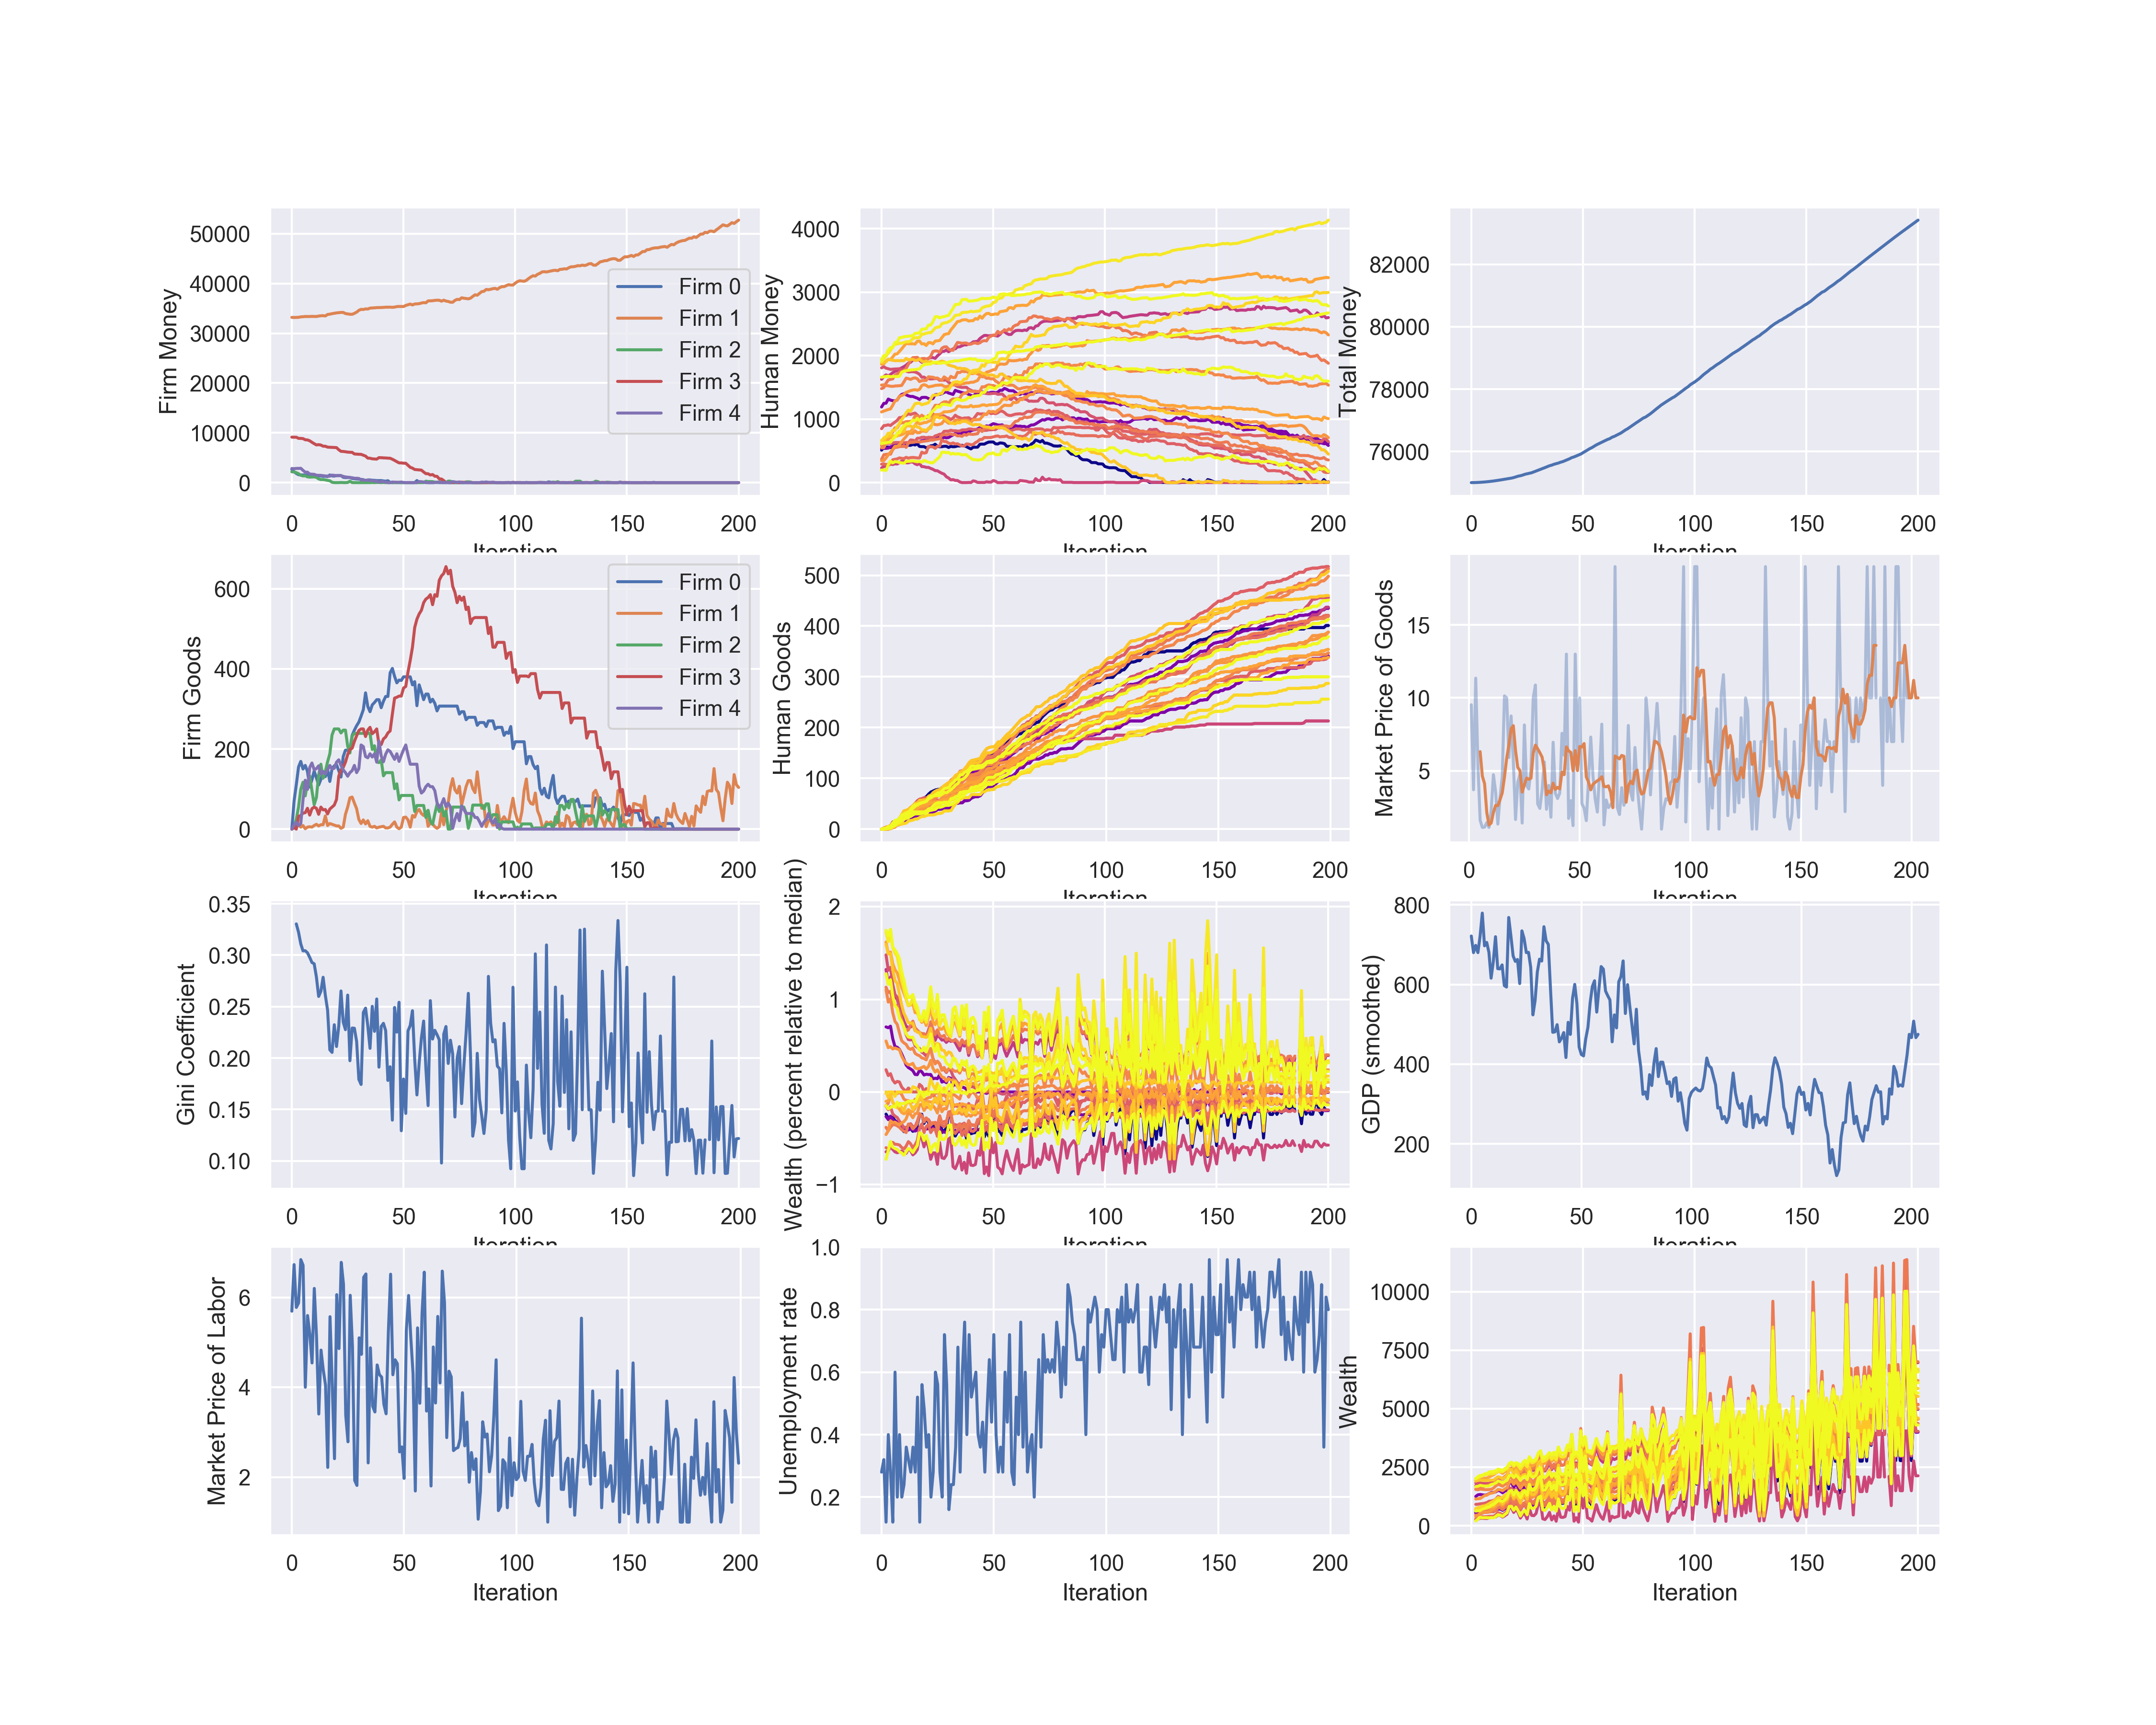 Firm Money
50000
40000
30000
20000
10000
0
Firm 0
Firm 1
Firm 2
Firm 3
Firm 4
0 50 100 150 200
Iteration
Human Money
4000
3000
2000
1000
0
0 50 100 150 200
Iteration
Total Money
82000
80000
78000
76000
0 50 100 150 200
Iteration
Firm Goods
600
400
200
0
Firm 0
Firm 1
Firm 2
Firm 3
Firm 4
0 50 100 150 200
Iteration
Human Goods
500
400
300
200
100
0
0 50 100 150 200
Iteration
Market Price of Goods
15
10
5
0 50 100 150 200
Iteration
Gini Coefficient
0.35
0.30
0.25
0.20
0.15
0.10
0 50 100 150 200
Iteration
Wealth (percent relative to median)
2
1
0
−1
0 50 100 150 200
Iteration
GDP (smoothed)
800
600
400
200
0 50 100 150 200
Iteration
Market Price of Labor
6
4
2
0 50 100 150 200
Iteration
Unemployment rate
1.0
0.8
0.6
0.4
0.2
0 50 100 150 200
Iteration
Wealth
10000
7500
5000
2500
0
0 50 100 150 200
Iteration